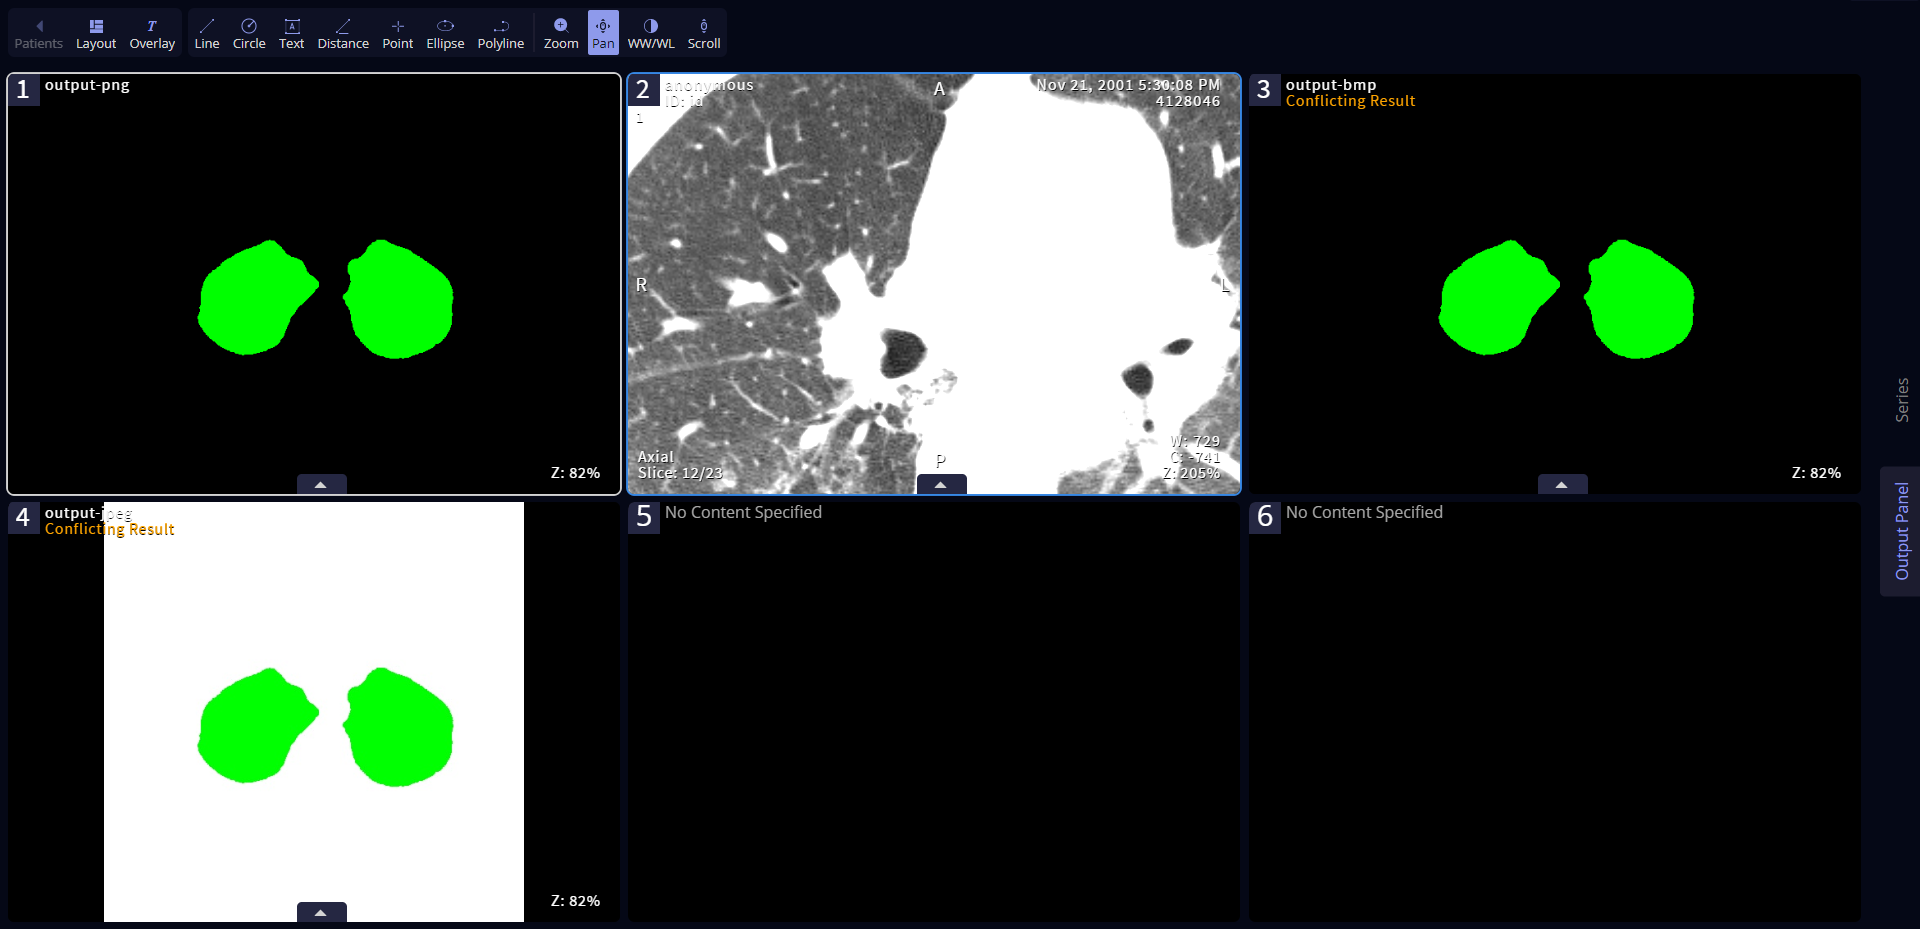 Patients Layout Overlay Line Circle Text Distance Point Ellipse Polyline Zoom Pan WW/WL Scroll
1 output-png
Z: 82%
2 anonymous
ID: id
1
A
Nov 21, 2001 5:30:08 PM
4128046
R
L
Axial
Slice: 12/23
P
W: 729
C: -741
Z: 205%
3 output-bmp
Conflicting Result
Z: 82%
4 output-jpeg
Conflicting Result
Z: 82%
5 No Content Specified
6 No Content Specified
Series
Output Panel